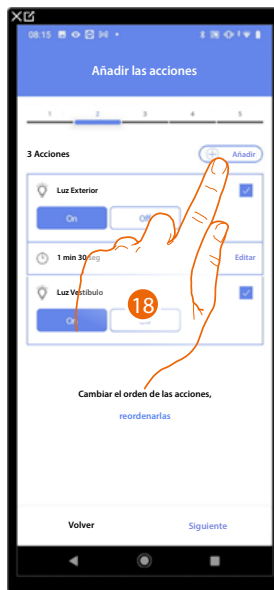 08:15
Añadir las acciones
1 2 3 4 5
3 Acciones
Añadir
Luz Exterior
On Off
1 min 30 seg
Editar
Luz Vestíbulo
On
18
Cambiar el orden de las acciones,
reordenarlas
Volver Siguiente